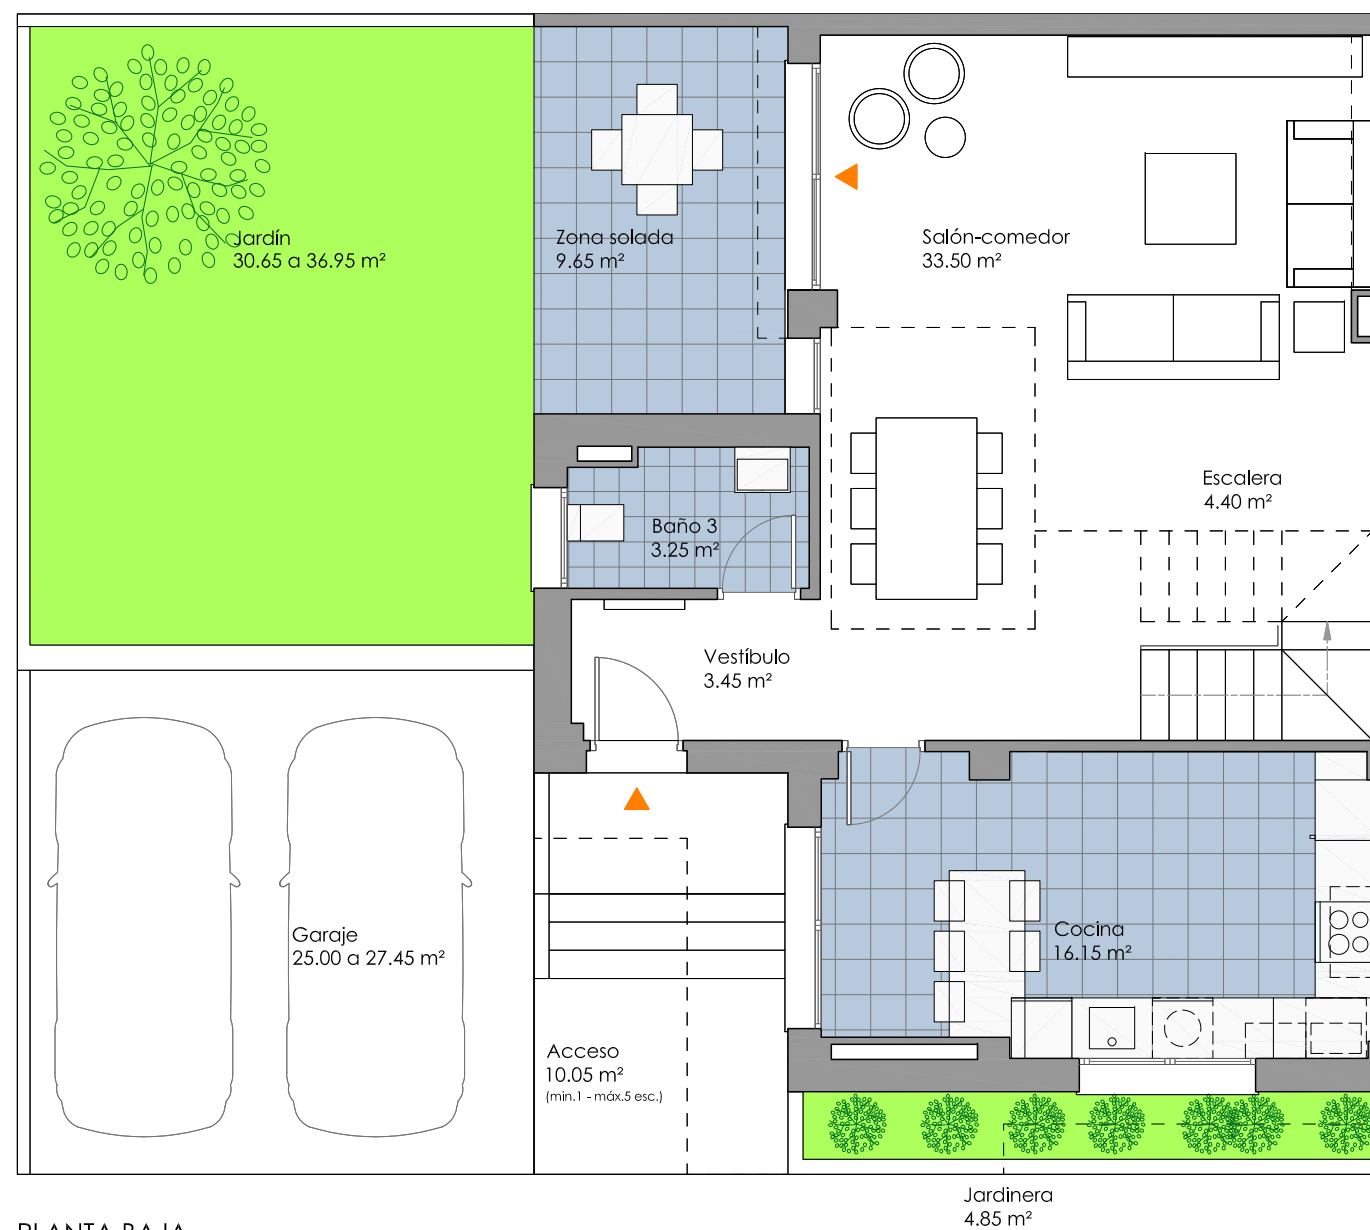 Jardín
30.65 a 36.95 m²
Zona solada
9.65 m²
Salón-comedor
33.50 m²
Escalera
4.40 m²
Baño 3
3.25 m²
Vestíbulo
3.45 m²
Garaje
25.00 a 27.45 m²
Cocina
16.15 m²
Acceso
10.05 m²
(min.1 - máx.5 esc.)
Jardinera
4.85 m²
PLANTA BAJA